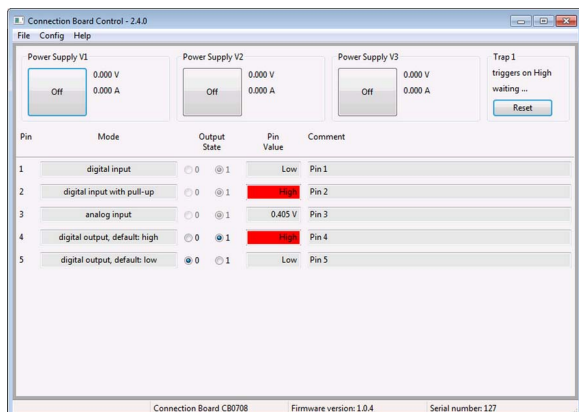 Connection Board Control - 2.4.0
File Config Help
Power Supply V1 Power Supply V2 Power Supply V3 Trap 1
Off 0.000 V 0.000 A Off 0.000 V 0.000 A Off 0.000 V 0.000 A triggers on High waiting ... Reset
Pin Mode Output State Pin Value Comment
1 digital input 0 1 Low Pin 1
2 digital input with pull-up 0 1 High Pin 2
3 analog input 0 1 0.405 V Pin 3
4 digital output, default: high 0 1 High Pin 4
5 digital output, default: low 0 1 Low Pin 5
Connection Board CB0708 Firmware version: 1.0.4 Serial number: 127